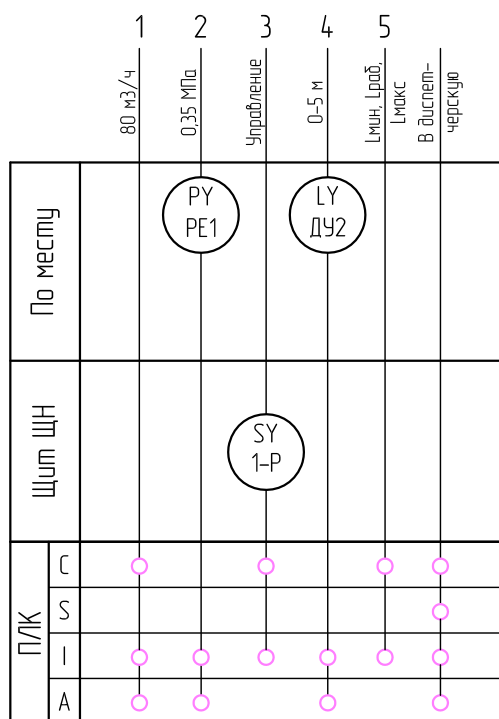 1 2 3 4 5
80 м3/ч
0,35 МПа
Управление
0-5 м
Lмин, Lраб,
Lмакс
В диспет-
черскую
По месту
PY
PE1
LY
ДУ2
Щит ЩН
SY
1-Р
ПЛК
C
S
I
A